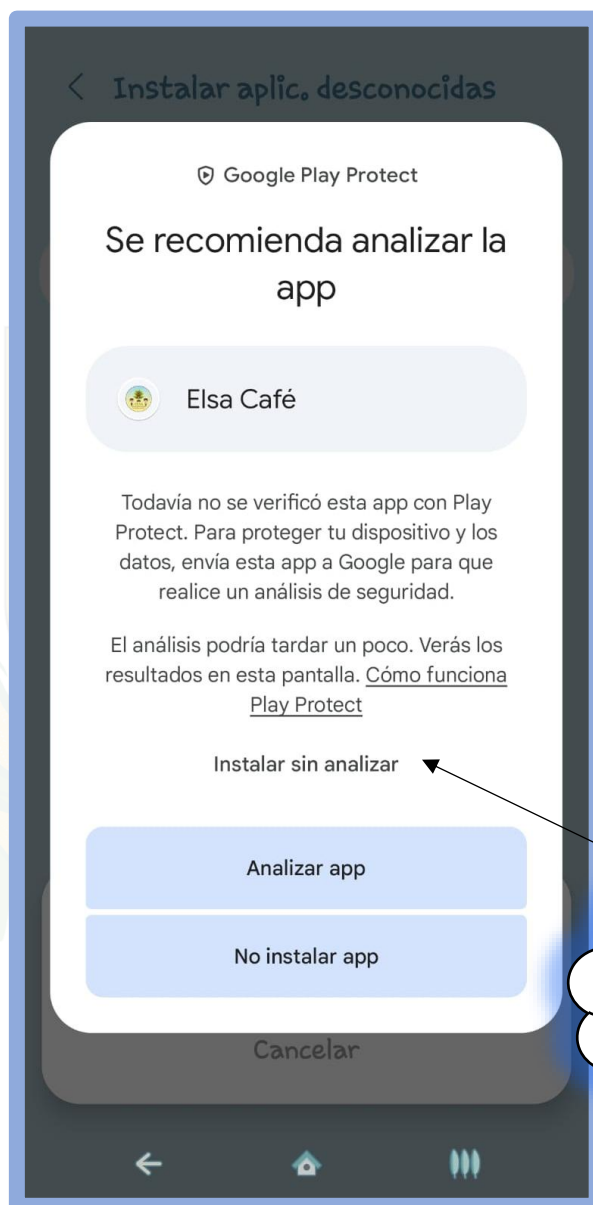 Instalar aplic. desconocidas
Google Play Protect
Se recomienda analizar la
app
Elsa Café
Todavía no se verificó esta app con Play
Protect. Para proteger tu dispositivo y los
datos, envía esta app a Google para que
realice un análisis de seguridad.
El análisis podría tardar un poco. Verás los
resultados en esta pantalla. Cómo funciona
Play Protect
Instalar sin analizar
Analizar app
No instalar app
Cancelar